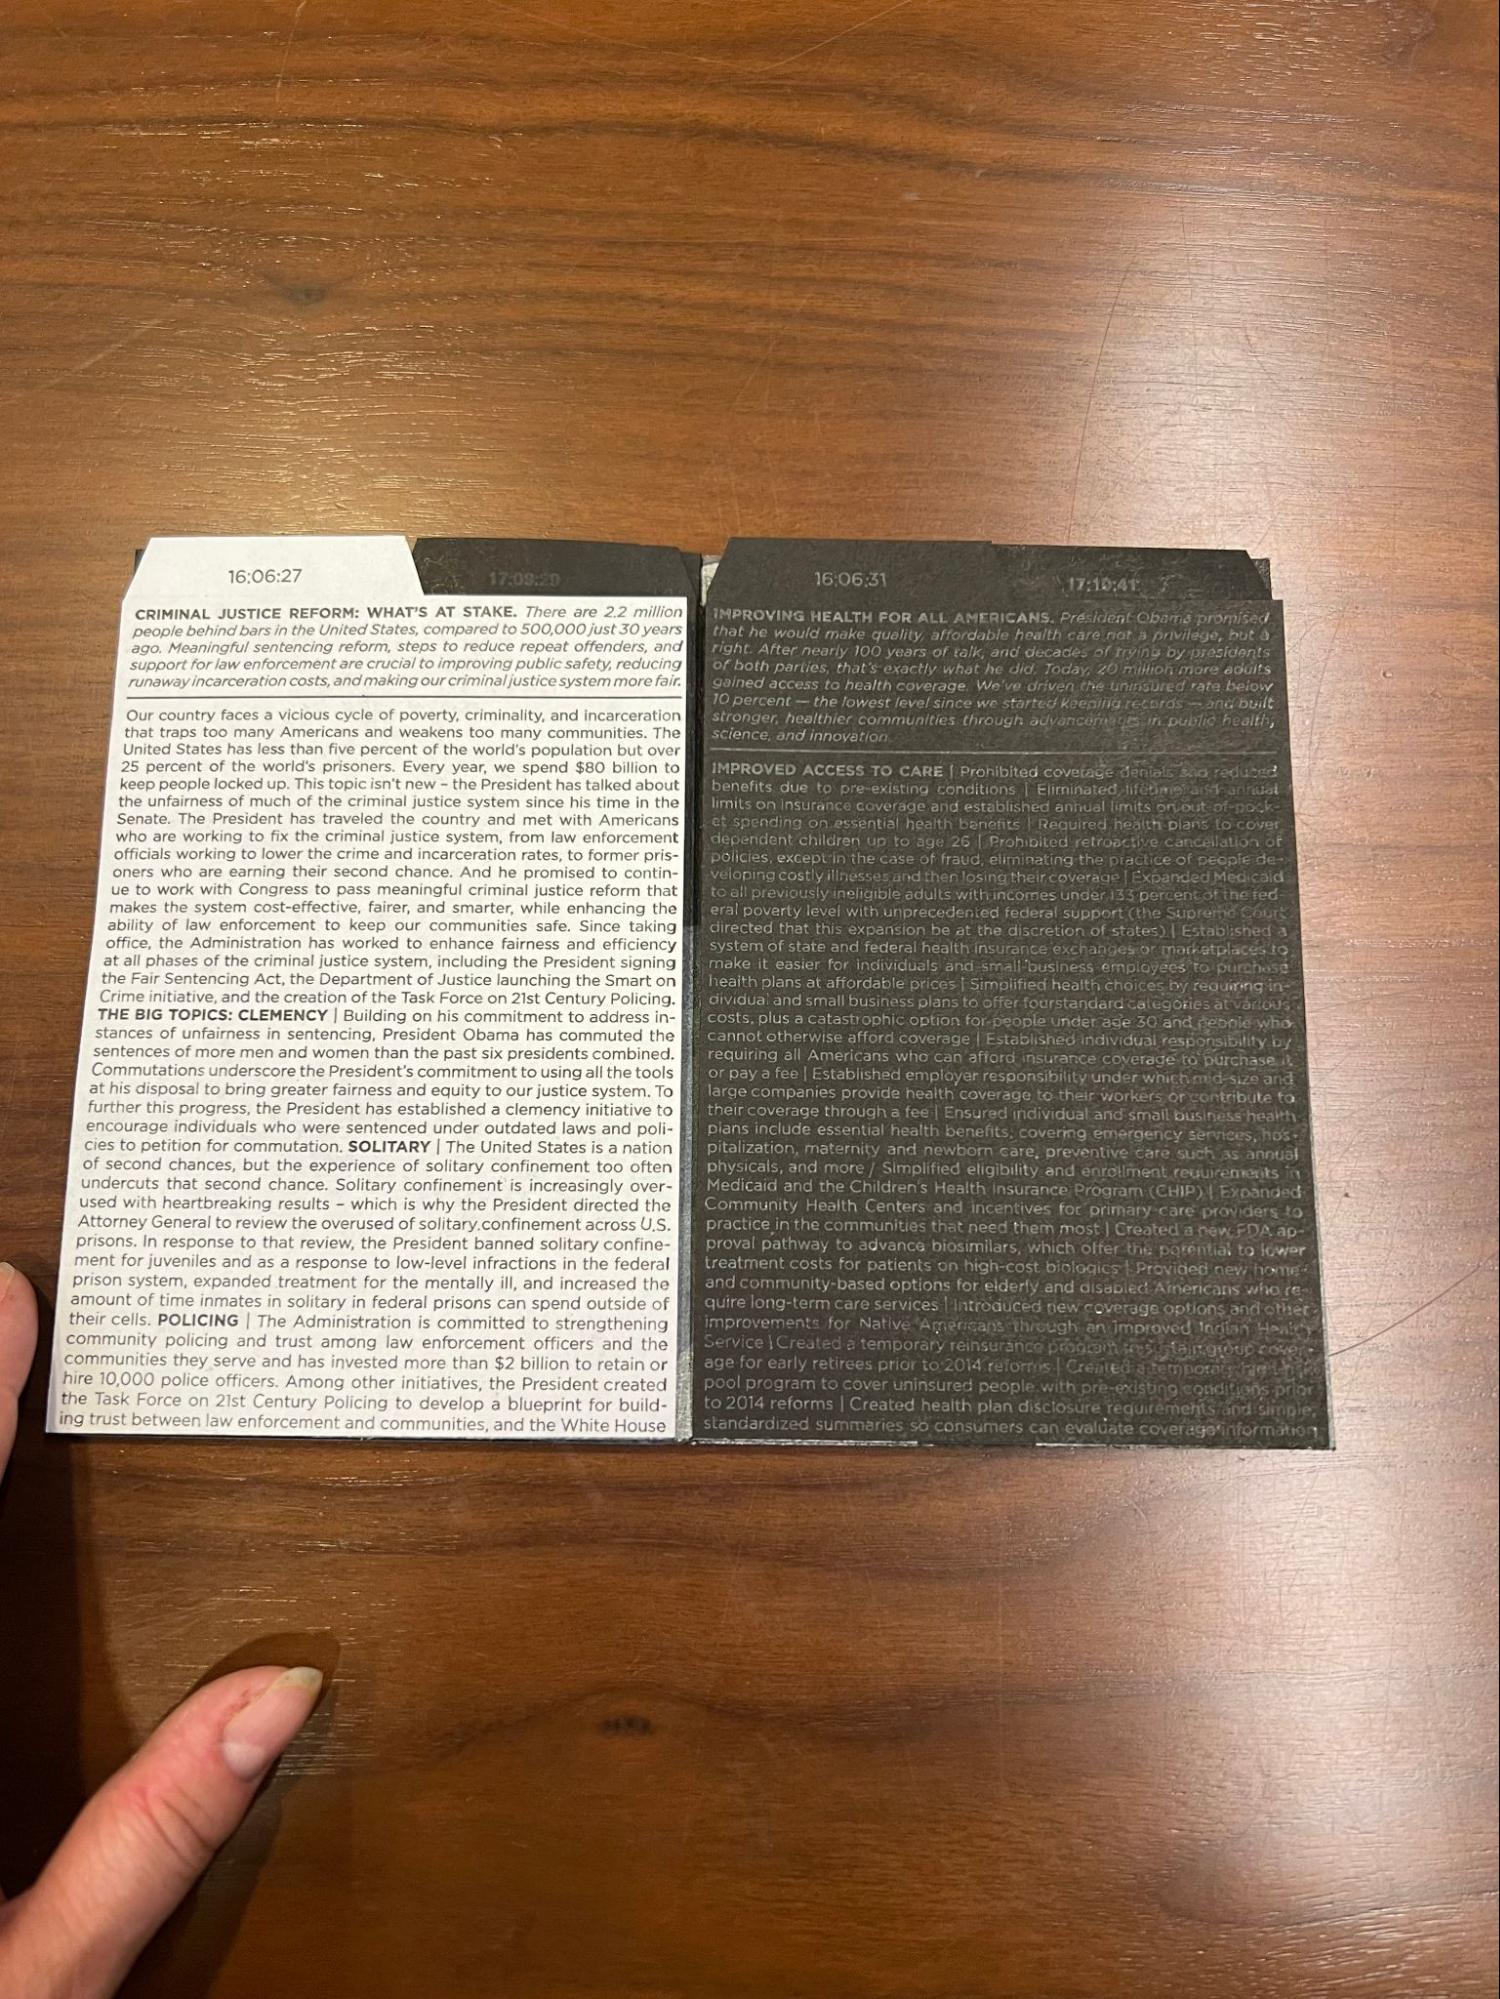 16:06:27
17:09:20
CRIMINAL JUSTICE REFORM: WHAT'S AT STAKE. There are 2.2 million
people behind bars in the United States, compared to 500,000 just 30 years
ago. Meaningful sentencing reform, steps to reduce repeat offenders, and
support for law enforcement are crucial to improving public safety, reducing
runaway incarceration costs, and making our criminal justice system more fair.
Our country faces a vicious cycle of poverty, criminality, and incarceration
that traps too many Americans and weakens too many communities. The
United States has less than five percent of the world's population but over
25 percent of the world's prisoners. Every year, we spend $80 billion to
keep people locked up. This topic isn't new – the President has talked about
the unfairness of much of the criminal justice system since his time in the
Senate. The President has traveled the country and met with Americans
who are working to fix the criminal justice system, from law enforcement
officials working to lower the crime and incarceration rates, to former pris-
oners who are earning their second chance. And he promised to contin-
ue to work with Congress to pass meaningful criminal justice reform that
makes the system cost-effective, fairer, and smarter, while enhancing the
ability of law enforcement to keep our communities safe. Since taking
office, the Administration has worked to enhance fairness and efficiency
at all phases of the criminal justice system, including the President signing
the Fair Sentencing Act, the Department of Justice launching the Smart on
Crime initiative, and the creation of the Task Force on 21st Century Policing.
THE BIG TOPICS: CLEMENCY | Building on his commitment to address in-
stances of unfairness in sentencing, President Obama has commuted the
sentences of more men and women than the past six presidents combined.
Commutations underscore the President's commitment to using all the tools
at his disposal to bring greater fairness and equity to our justice system. To
further this progress, the President has established a clemency initiative to
encourage individuals who were sentenced under outdated laws and poli-
cies to petition for commutation. SOLITARY | The United States is a nation
of second chances, but the experience of solitary confinement too often
undercuts that second chance. Solitary confinement is increasingly over-
used with heartbreaking results – which is why the President directed the
Attorney General to review the overused of solitary confinement across U.S.
prisons. In response to that review, the President banned solitary confine-
ment for juveniles and as a response to low-level infractions in the federal
prison system, expanded treatment for the mentally ill, and increased the
amount of time inmates in solitary in federal prisons can spend outside of
their cells. POLICING | The Administration is committed to strengthening
community policing and trust among law enforcement officers and the
communities they serve and has invested more than $2 billion to retain or
hire 10,000 police officers. Among other initiatives, the President created
the Task Force on 21st Century Policing to develop a blueprint for build-
ing trust between law enforcement and communities, and the White House
16:06:31
17:10:41
IMPROVING HEALTH FOR ALL AMERICANS. President Obama promised
that he would make quality, affordable health care not a privilege, but a
right. After nearly 100 years of talk, and decades of trying by presidents
of both parties, that's exactly what he did. Today, 20 million more adults
gained access to health coverage. We've driven the uninsured rate below
10 percent — the lowest level since we started keeping records — and built
stronger, healthier communities through advancements in public health,
science, and innovation.
IMPROVED ACCESS TO CARE | Prohibited coverage denials and reduced
benefits due to pre-existing conditions | Eliminated lifetime and annual
limits on insurance coverage and established annual limits on out-of-pock-
et spending on essential health benefits | Required health plans to cover
dependent children up to age 26 | Prohibited retroactive cancellation of
policies, except in the case of fraud, eliminating the practice of people de-
veloping costly illnesses and then losing their coverage | Expanded Medicaid
to all previously ineligible adults with incomes under 133 percent of the fed
eral poverty level with unprecedented federal support (the Supreme Court
directed that this expansion be at the discretion of states) | Established a
system of state and federal health insurance exchanges or marketplaces to
make it easier for individuals and small-business employees to purchase
health plans at affordable prices | Simplified health choices by requiring in-
dividual and small business plans to offer fourstandard categories at various
costs, plus a catastrophic option for people under age 30 and people who
cannot otherwise afford coverage | Established individual responsibility by
requiring all Americans who can afford insurance coverage to purchase it
or pay a fee | Established employer responsibility under which mid-size and
large companies provide health coverage to their workers or contribute to
their coverage through a fee | Ensured individual and small business health
plans include essential health benefits, covering emergency services, hos-
pitalization, maternity and newborn care, preventive care such as annual
physicals, and more / Simplified eligibility and enrollment requirements in
Medicaid and the Children's Health Insurance Program (CHIP) | Expanded
Community Health Centers and incentives for primary care providers to
practice in the communities that need them most | Created a new FDA ap-
proval pathway to advance biosimilars, which offer the potential to lower
treatment costs for patients on high-cost biologics | Provided new home-
and community-based options for elderly and disabled Americans who re-
quire long-term care services | Introduced new coverage options and other
improvements for Native Americans through an improved Indian Health
Service | Created a temporary reinsurance program group cover-
age for early retirees prior to 2014 reforms | Created a temporary
pool program to cover uninsured people with pre-existing conditions prior
to 2014 reforms | Created health plan disclosure requirements and simple,
standardized summaries so consumers can evaluate coverage information